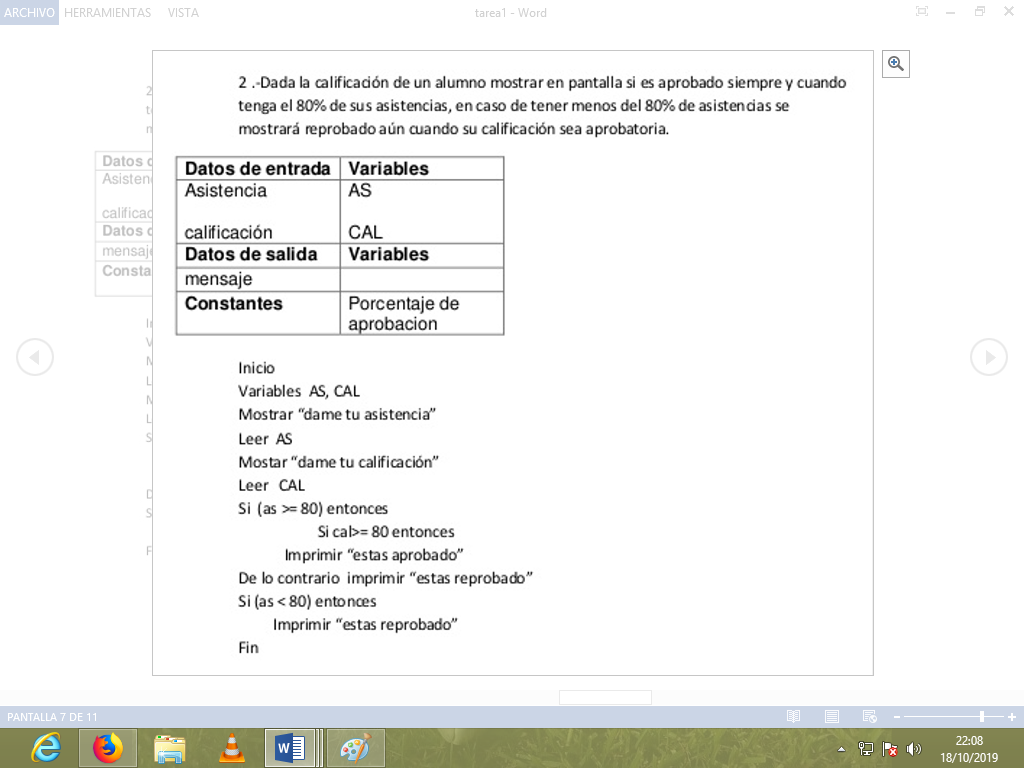 ARCHIVO HERRAMIENTAS VISTA
tarea1 - Word
2 .-Dada la calificación de un alumno mostrar en pantalla si es aprobado siempre y cuando
tenga el 80% de sus asistencias, en caso de tener menos del 80% de asistencias se
mostrará reprobado aún cuando su calificación sea aprobatoria.
Datos de entrada Variables
Asistencia AS
calificación CAL
Datos de salida Variables
mensaje
Constantes Porcentaje de
aprobacion
Inicio
Variables AS, CAL
Mostrar “dame tu asistencia”
Leer AS
Mostar “dame tu calificación”
Leer CAL
Si (as >= 80) entonces
Si cal>= 80 entonces
Imprimir “estas aprobado”
De lo contrario imprimir “estas reprobado”
Si (as < 80) entonces
Imprimir “estas reprobado”
Fin
PANTALLA 7 DE 11
22:08
18/10/2019